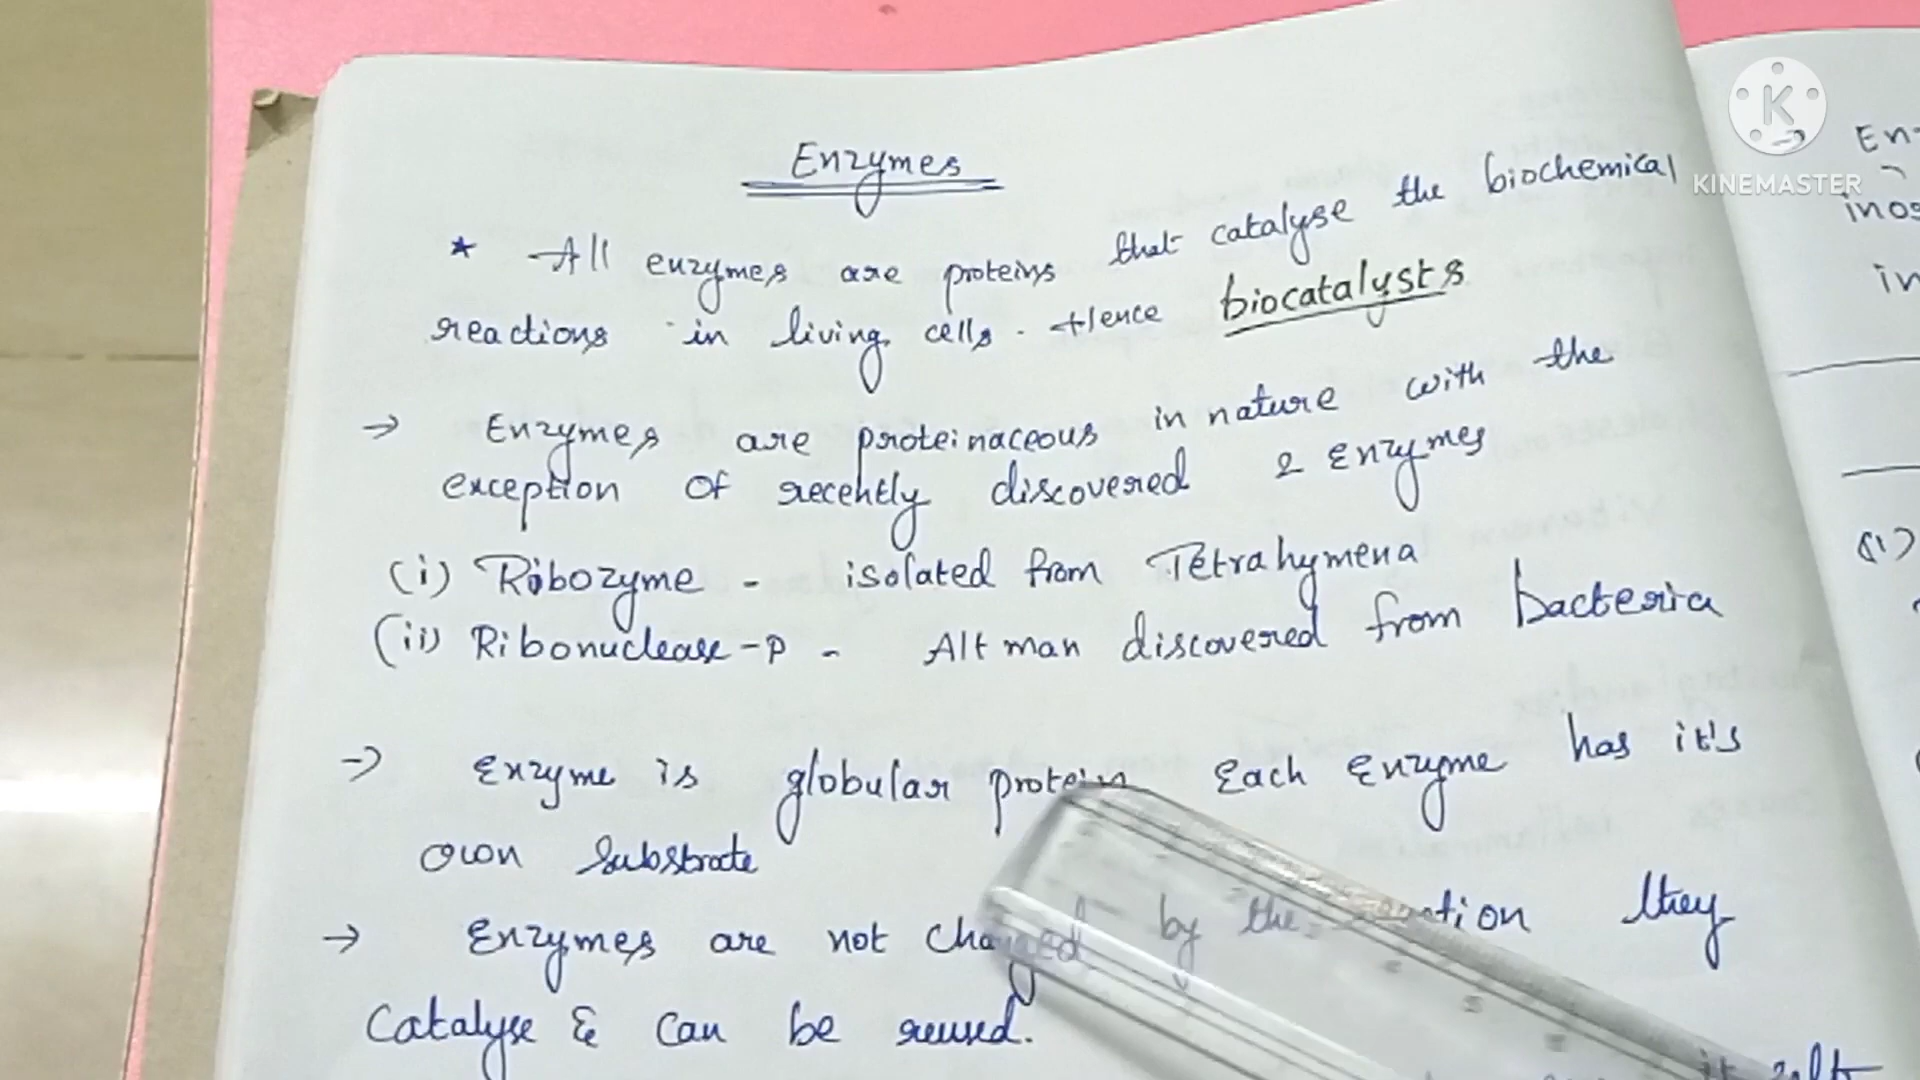 Enzymes
* All enzymes are proteins that catalyse the biochemical
reactions in living cells. Hence biocatalysts
→ Enzymes are proteinaceous in nature with the
exception of recently discovered 2 Enzymes
(i) Ribozyme - isolated from Tetrahymena
(ii) Ribonuclease-P - Altman discovered from bacteria
→ Enzyme is globular protein Each Enzyme has it's
own substrate
→ Enzymes are not changed by the reaction they
Catalyse & can be reused.
KINEMASTER
→ En
inos
in
(i)